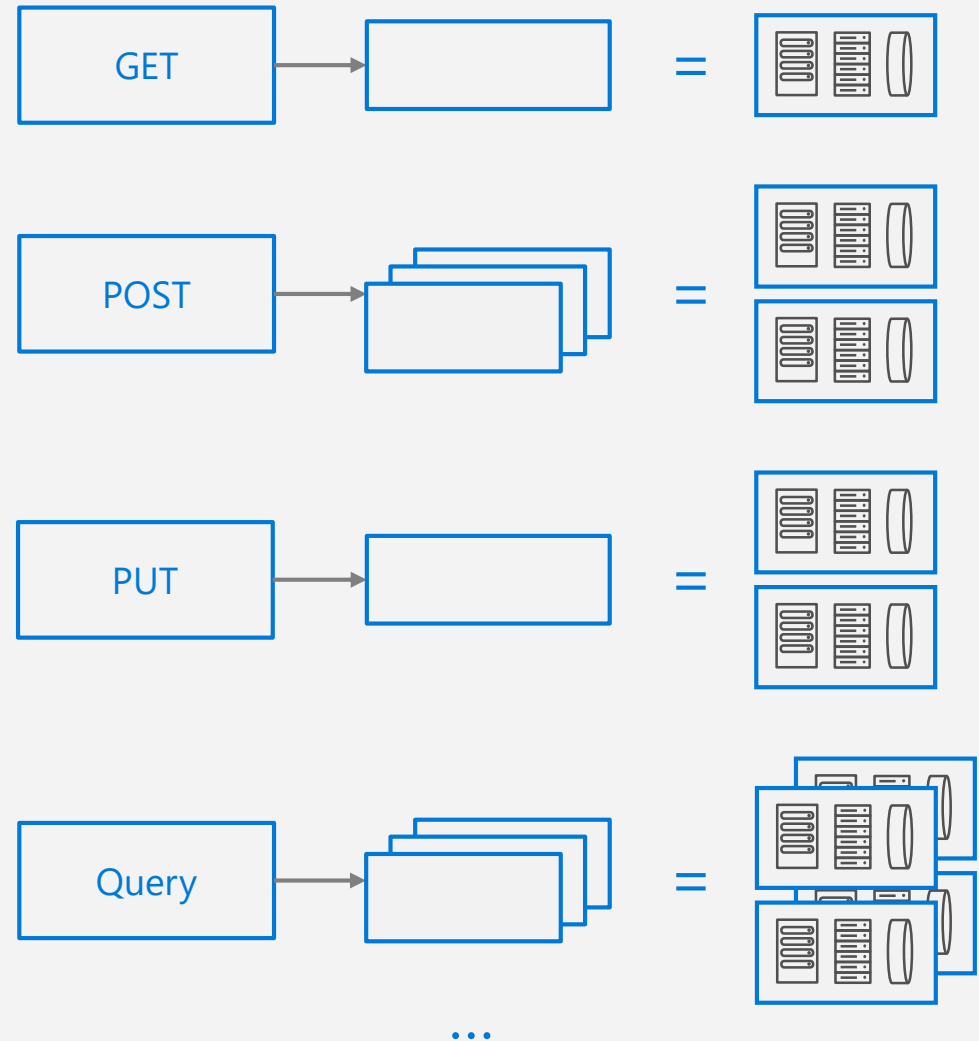 GET
=
POST
=
PUT
=
Query
=
...